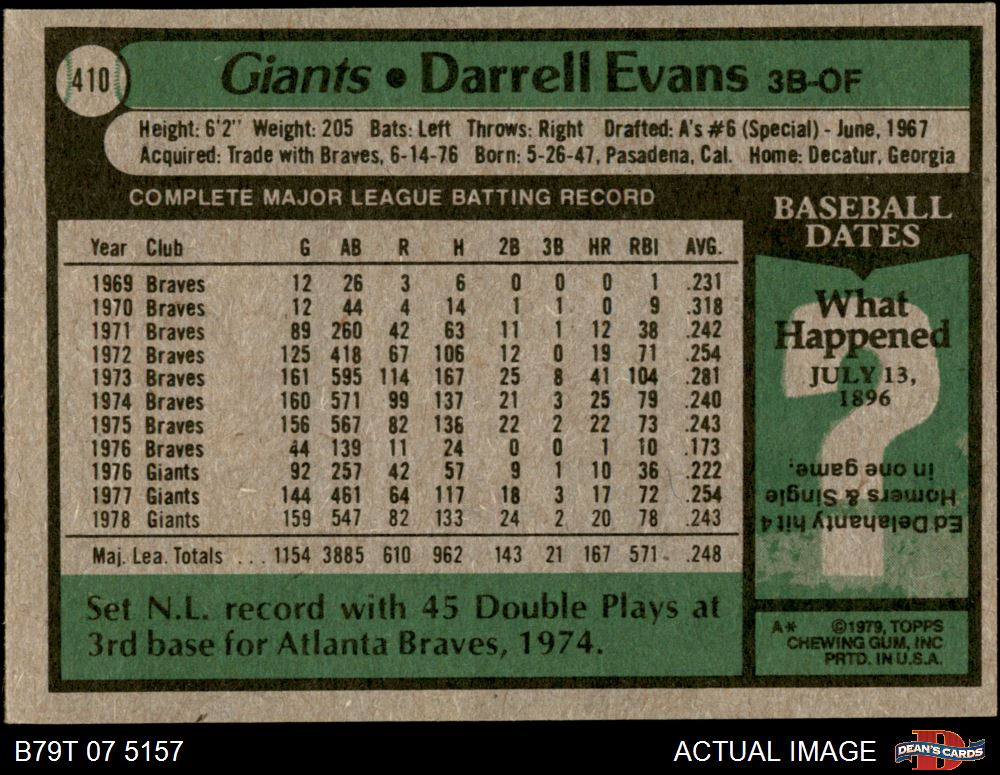 410
Giants • Darrell Evans 3B-OF
Height: 6'2" Weight: 205 Bats: Left Throws: Right Drafted: A's #6 (Special) - June, 1967
Acquired: Trade with Braves, 6-14-76 Born: 5-26-47, Pasadena, Cal. Home: Decatur, Georgia
COMPLETE MAJOR LEAGUE BATTING RECORD
Year Club G AB R H 2B 3B HR RBI AVG.
1969 Braves 12 26 3 6 0 0 0 1 .231
1970 Braves 12 44 4 14 1 1 0 9 .318
1971 Braves 89 260 42 63 11 1 12 38 .242
1972 Braves 125 418 67 106 12 0 19 71 .254
1973 Braves 161 595 114 167 25 8 41 104 .281
1974 Braves 160 571 99 137 21 3 25 79 .240
1975 Braves 156 567 82 136 22 2 22 73 .243
1976 Braves 44 139 11 24 0 0 1 10 .173
1976 Giants 92 257 42 57 9 1 10 36 .222
1977 Giants 144 461 64 117 18 3 17 72 .254
1978 Giants 159 547 82 133 24 2 20 78 .243
Maj. Lea. Totals ... 1154 3885 610 962 143 21 167 571 .248
Set N.L. record with 45 Double Plays at
3rd base for Atlanta Braves, 1974.
BASEBALL
DATES
What
Happened
JULY 13,
1896
Ed Delahanty hit 4
Homers & Single
in one game.
A* ©1979, TOPPS
CHEWING GUM, INC
PRTD. IN U.S.A.
B79T 07 5157
ACTUAL IMAGE
D
DEAN'S CARDS